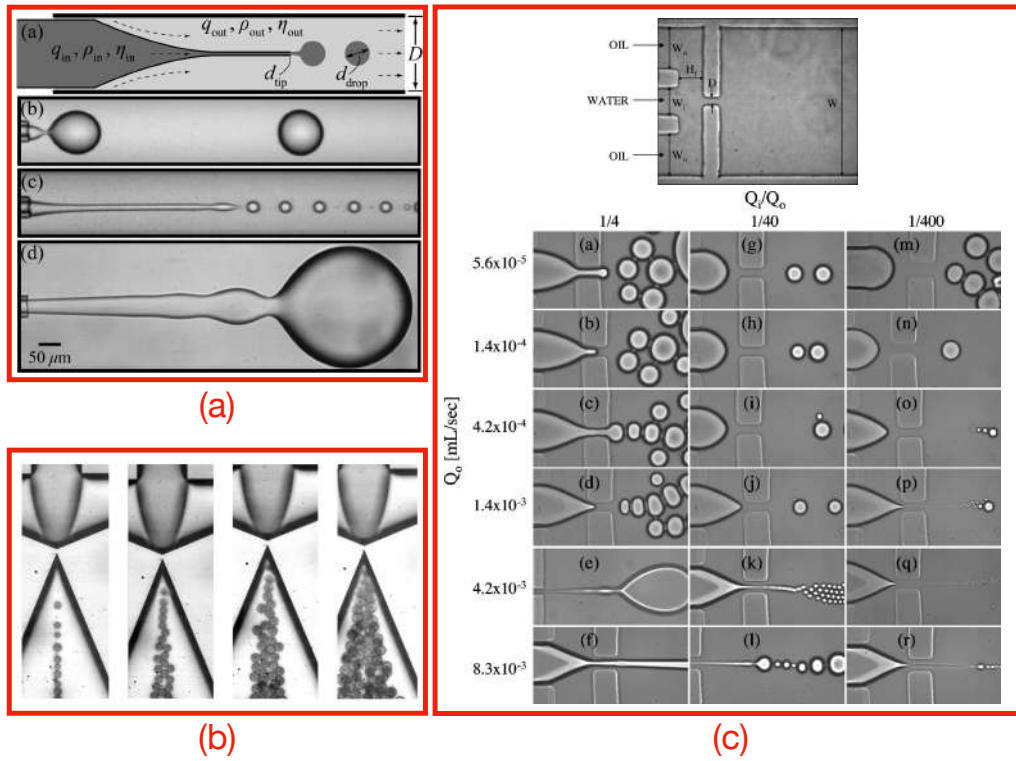 (a)
q_out, ρ_out, η_out
q_in, ρ_in, η_in
d_tip
d_drop
D
(b)
(c)
(d)
50 μm
(a)
(b)
OIL
WATER
OIL
W_o
H_f
D
W_i
W
W_o
Q_i/Q_o
1/4 1/40 1/400
Q_o [mL/sec]
5.6x10⁻⁵
(a) (g) (m)
1.4x10⁻⁴
(b) (h) (n)
4.2x10⁻⁴
(c) (i) (o)
1.4x10⁻³
(d) (j) (p)
4.2x10⁻³
(e) (k) (q)
8.3x10⁻³
(f) (l) (r)
(c)